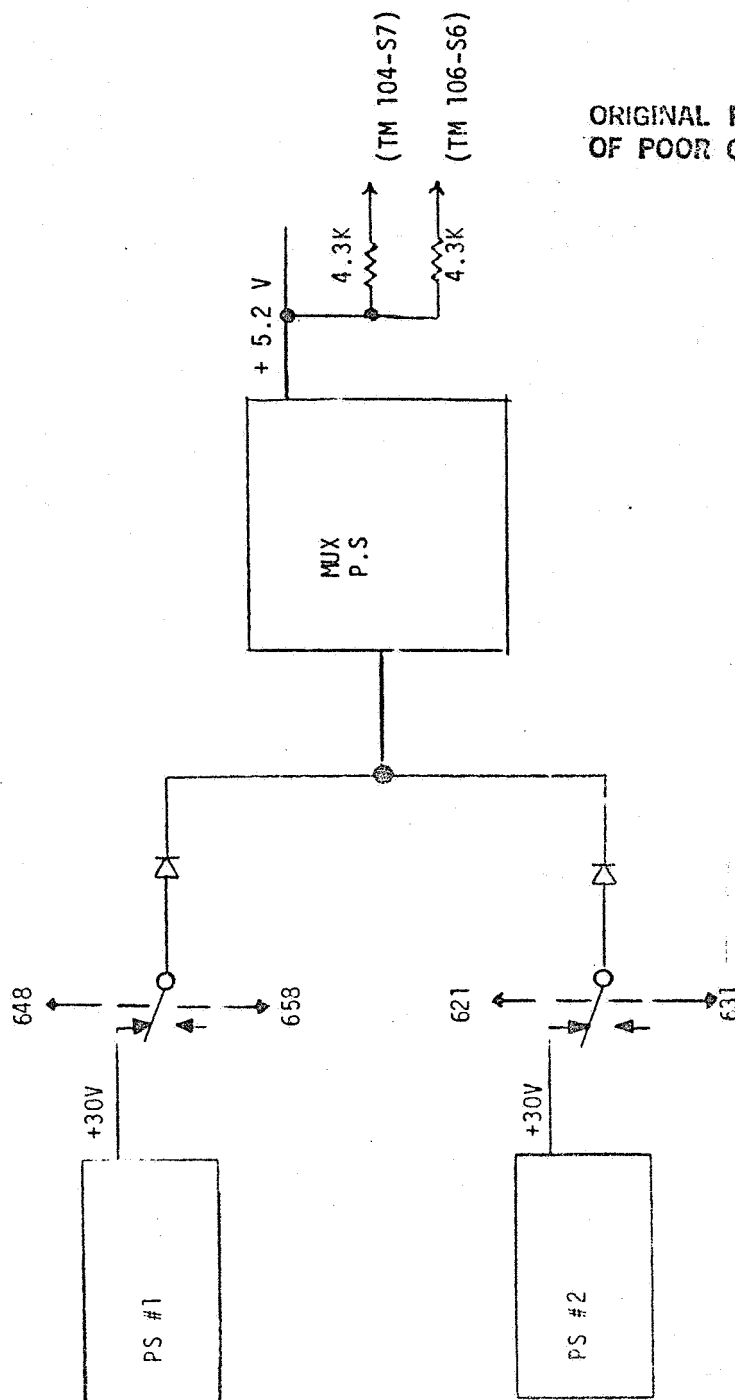 ORIGINAL
OF POOR
PS #1
+30V
648
658
PS #2
+30V
621
631
MUX
P.S
+ 5.2 V
4.3K
(TM 104-S7)
4.3K
(TM 106-S6)